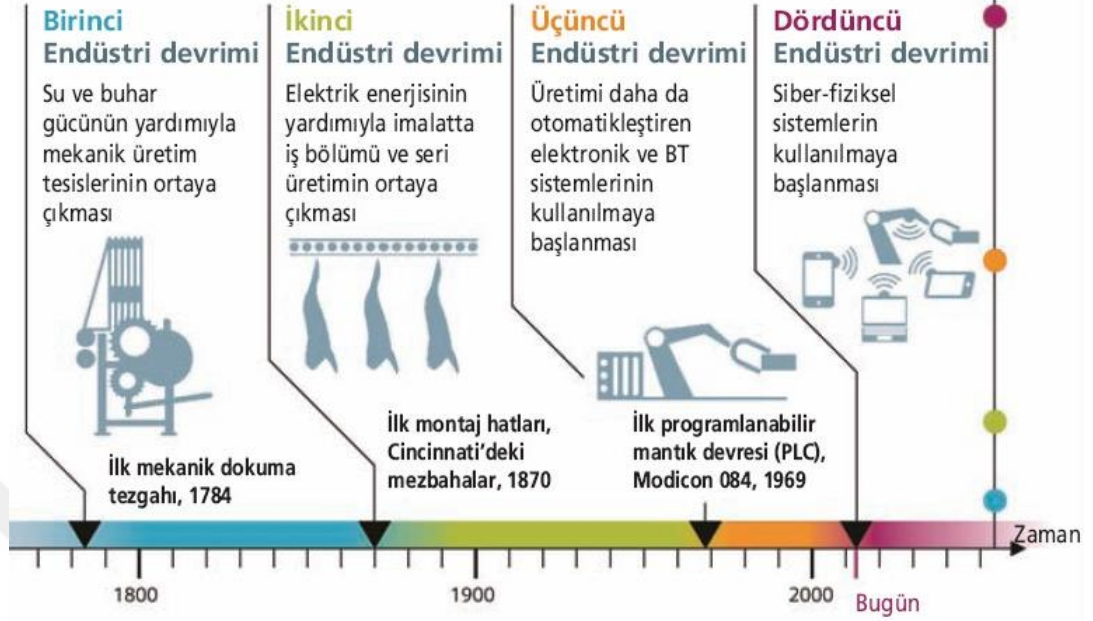 Birinci
Endüstri devrimi
Su ve buhar
gücünün yardımıyla
mekanik üretim
tesislerinin ortaya
çıkması
İlk mekanik dokuma
tezgahı, 1784
İkinci
Endüstri devrimi
Elektrik enerjisinin
yardımıyla imalatta
iş bölümü ve seri
üretimin ortaya
çıkması
İlk montaj hatları,
Cincinnati'deki
mezbahalar, 1870
Üçüncü
Endüstri devrimi
Üretimi daha da
otomatikleştiren
elektronik ve BT
sistemlerinin
kullanılmaya
başlanması
İlk programlanabilir
mantık devresi (PLC),
Modicon 084, 1969
Dördüncü
Endüstri devrimi
Siber-fiziksel
sistemlerin
kullanılmaya
başlanması
Zaman
1800
1900
2000
Bugün